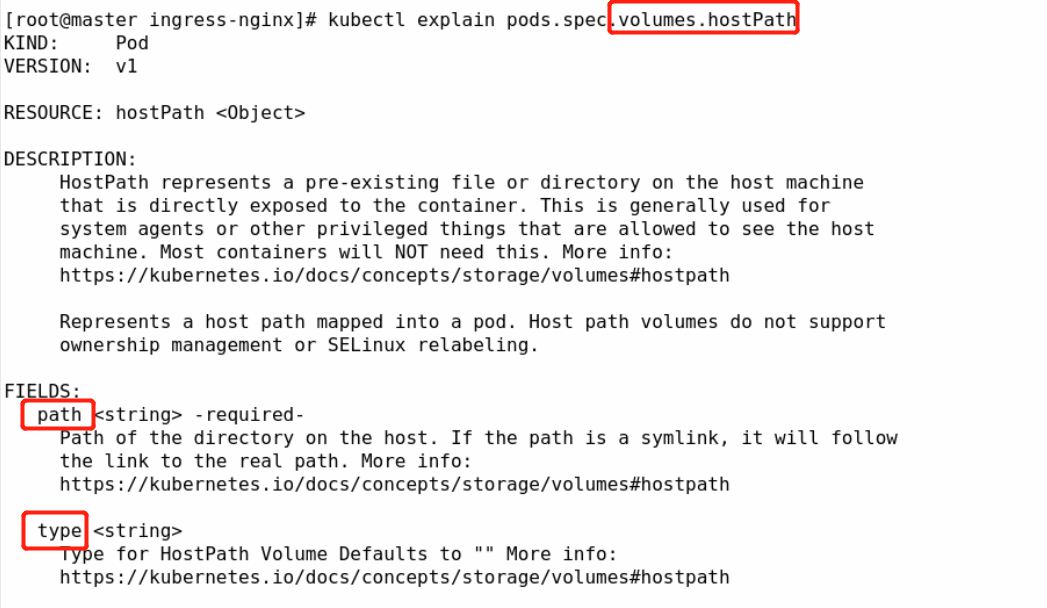 [root@master ingress-nginx]# kubectl explain pods.spec.volumes.hostPath
KIND:     Pod
VERSION:  v1
RESOURCE: hostPath <Object>
DESCRIPTION:
HostPath represents a pre-existing file or directory on the host machine
that is directly exposed to the container. This is generally used for
system agents or other privileged things that are allowed to see the host
machine. Most containers will NOT need this. More info:
https://kubernetes.io/docs/concepts/storage/volumes#hostpath
Represents a host path mapped into a pod. Host path volumes do not support
ownership management or SELinux relabeling.
FIELDS:
path <string> -required-
Path of the directory on the host. If the path is a symlink, it will follow
the link to the real path. More info:
https://kubernetes.io/docs/concepts/storage/volumes#hostpath
type <string>
Type for HostPath Volume Defaults to "" More info:
https://kubernetes.io/docs/concepts/storage/volumes#hostpath